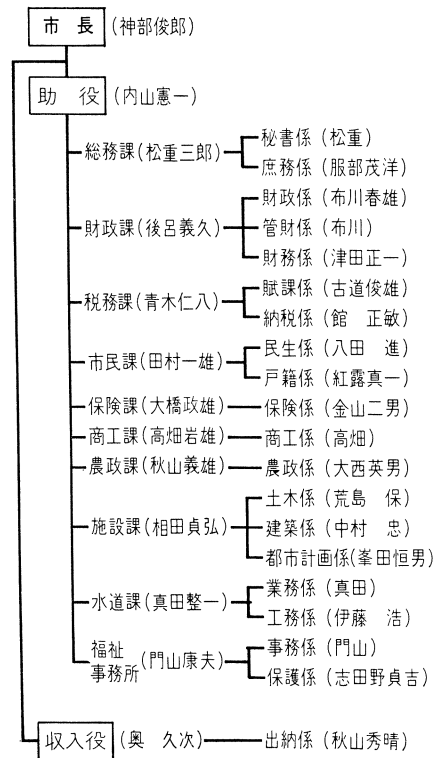 市長(神部俊郎)
助役(内山憲一)
総務課(松重三郎)
秘書係(松重)
庶務係(服部茂洋)
財政課(後呂義久)
財政係(布川春雄)
管財係(布川)
財務係(津田正一)
税務課(青木仁八)
賦課係(古道俊雄)
納税係(館 正敏)
市民課(田村一雄)
民生係(八田 進)
戸籍係(紅露真一)
保険課(大橋政雄)
保険係(金山二男)
商工課(高畑岩雄)
商工係(高畑)
農政課(秋山義雄)
農政係(大西英男)
施設課(相田貞弘)
土木係(荒島 保)
建築係(中村 忠)
都市計画係(峯田恒男)
水道課(真田整一)
業務係(真田)
工務係(伊藤 浩)
福祉事務所(門山康夫)
事務係(門山)
保護係(志田野貞吉)
収入役(奥 久次)
出納係(秋山秀晴)